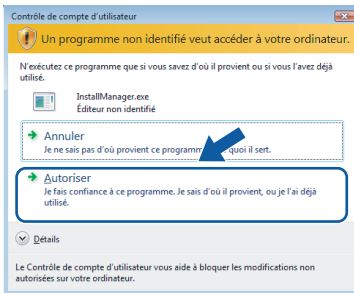 Contrôle de compte d'utilisateur
Un programme non identifié veut accéder à votre ordinateur.
N'exécutez ce programme que si vous savez d'où il provient ou si vous l'avez déjà
utilisé.
InstallManager.exe
Éditeur non identifié
Annuler
Je ne sais pas d'où provient ce programme quoi il sert.
Autoriser
Je fais confiance à ce programme. Je sais d'où il provient, ou je l'ai déjà
utilisé.
Détails
Le Contrôle de compte d'utilisateur vous aide à bloquer les modifications non
autorisées sur votre ordinateur.